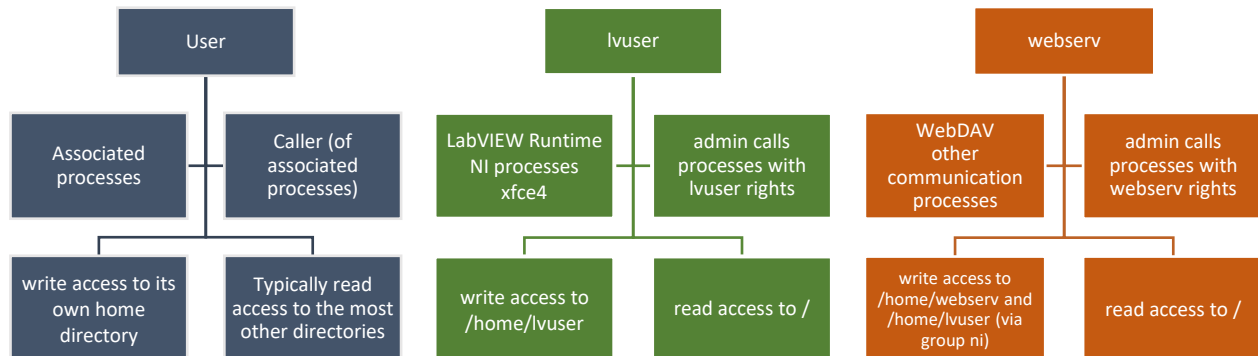 User
Associated
processes
Caller (of
associated
processes)
write access to its
own home
directory
Typically read
access to the most
other directories
lvuser
LabVIEW Runtime
NI processes
xfce4
admin calls
processes with
lvuser rights
write access to
/home/lvuser
read access to /
webserv
WebDAV
other
communication
processes
admin calls
processes with
webserv rights
write access to
/home/webserv and
/home/lvuser (via
group ni)
read access to /